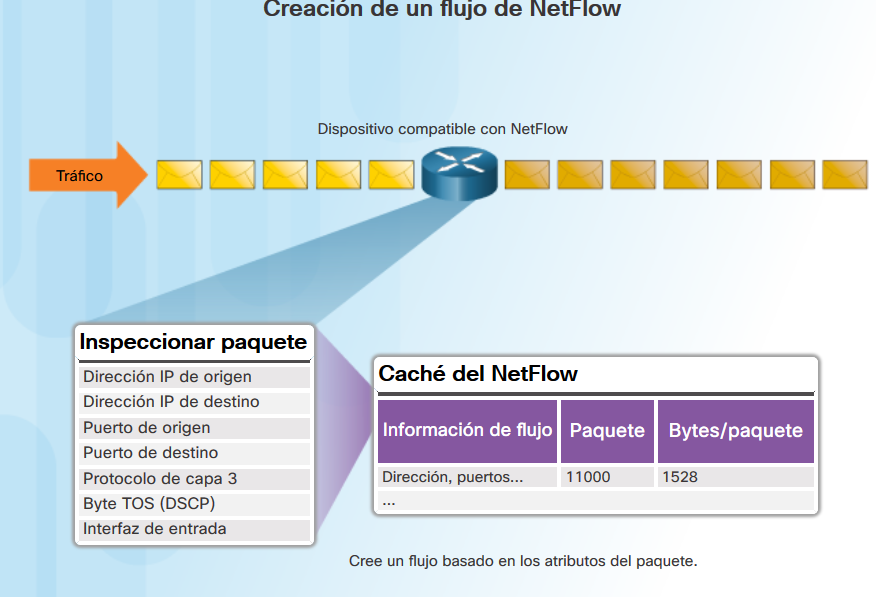 Creación de un flujo de NetFlow
Dispositivo compatible con NetFlow
Tráfico
Inspeccionar paquete
Dirección IP de origen
Dirección IP de destino
Puerto de origen
Puerto de destino
Protocolo de capa 3
Byte TOS (DSCP)
Interfaz de entrada
Caché del NetFlow
Información de flujo Paquete Bytes/paquete
Dirección, puertos... 11000 1528
...
Cree un flujo basado en los atributos del paquete.